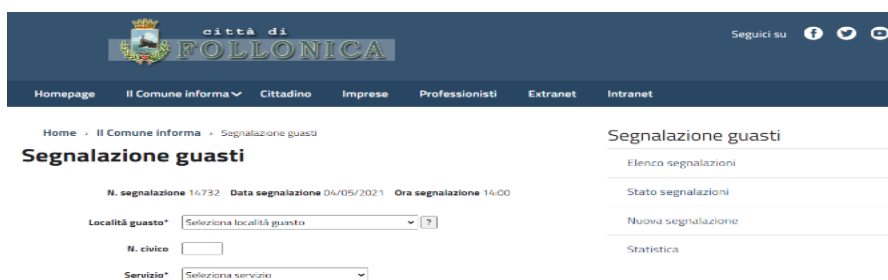 città di
FOLLONICA
Seguici su
Homepage Il Comune informa Cittadino Imprese Professionisti Extranet Intranet
Home > Il Comune informa > Segnalazione guasti
Segnalazione guasti
N. segnalazione 14732 Data segnalazione 04/05/2021 Ora segnalazione 14:00
Località guasto* Seleziona località guasto ?
N. civico
Servizio* Seleziona servizio
Segnalazione guasti
Elenco segnalazioni
Stato segnalazioni
Nuova segnalazione
Statistica